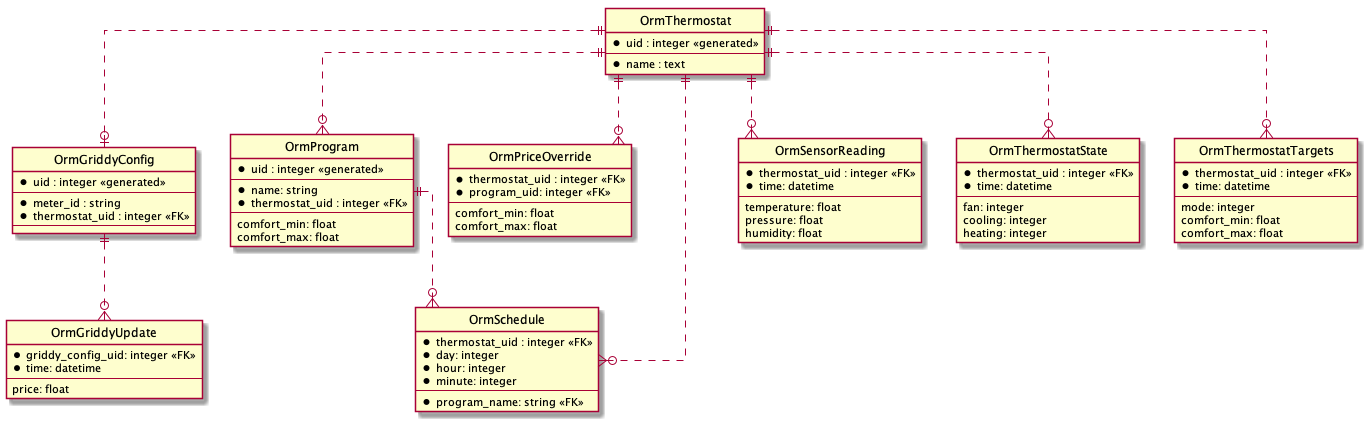 OrmThermostat
uid : integer «generated»
name : text
OrmGriddyConfig
uid : integer «generated»
meter_id : string
thermostat_uid : integer «FK»
OrmProgram
uid : integer «generated»
name: string
thermostat_uid : integer «FK»
comfort_min: float
comfort_max: float
OrmPriceOverride
thermostat_uid : integer «FK»
program_uid: integer «FK»
comfort_min: float
comfort_max: float
OrmSensorReading
thermostat_uid : integer «FK»
time: datetime
temperature: float
pressure: float
humidity: float
OrmThermostatState
thermostat_uid : integer «FK»
time: datetime
fan: integer
cooling: integer
heating: integer
OrmThermostatTargets
thermostat_uid : integer «FK»
time: datetime
mode: integer
comfort_min: float
comfort_max: float
OrmGriddyUpdate
griddy_config_uid: integer «FK»
time: datetime
price: float
OrmSchedule
thermostat_uid : integer «FK»
day: integer
hour: integer
minute: integer
program_name: string «FK»